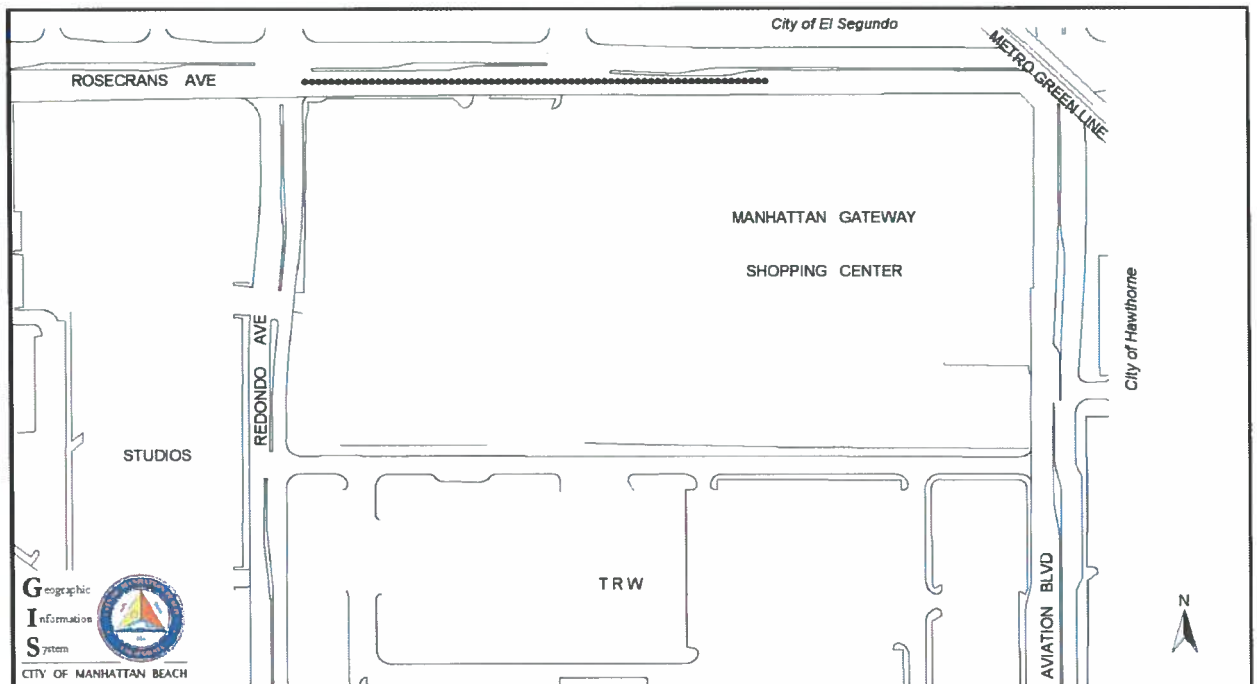 City of El Segundo
METRO GREEN LINE
ROSECRANS AVE
MANHATTAN GATEWAY
SHOPPING CENTER
City of Hawthorne
REDONDO AVE
STUDIOS
TRW
AVIATION BLVD
N
Geographic
Information
System
CITY OF MANHATTAN BEACH